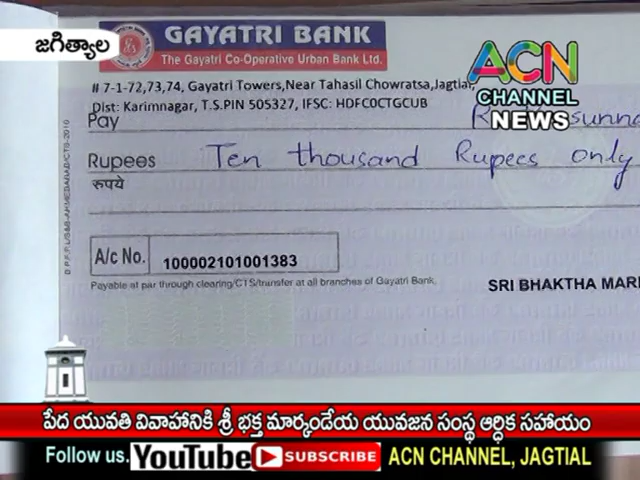 జగిత్యాల
GAYATRI BANK
The Gayatri Co-Operative Urban Bank Ltd.
# 7-1-72,73,74, Gayatri Towers,Near Tahasil Chowratsa,Jagtial,
Dist: Karimnagar, T.S.PIN 505327, IFSC: HDFC0CTGCUB
ACN
CHANNEL
NEWS
Pay
Rupees Ten thousand Rupees only
रुपये
A/c No. 100002101001383
Payable at par through clearing/CTS/transfer at all branches of Gayatri Bank.
SRI BHAKTHA
పేద యువతి వివాహానికి శ్రీ భక్త మార్కండేయ యువజన సంస్థ ఆర్ధిక సహాయం
Follow us. YouTube SUBSCRIBE ACN CHANNEL, JAGTIAL